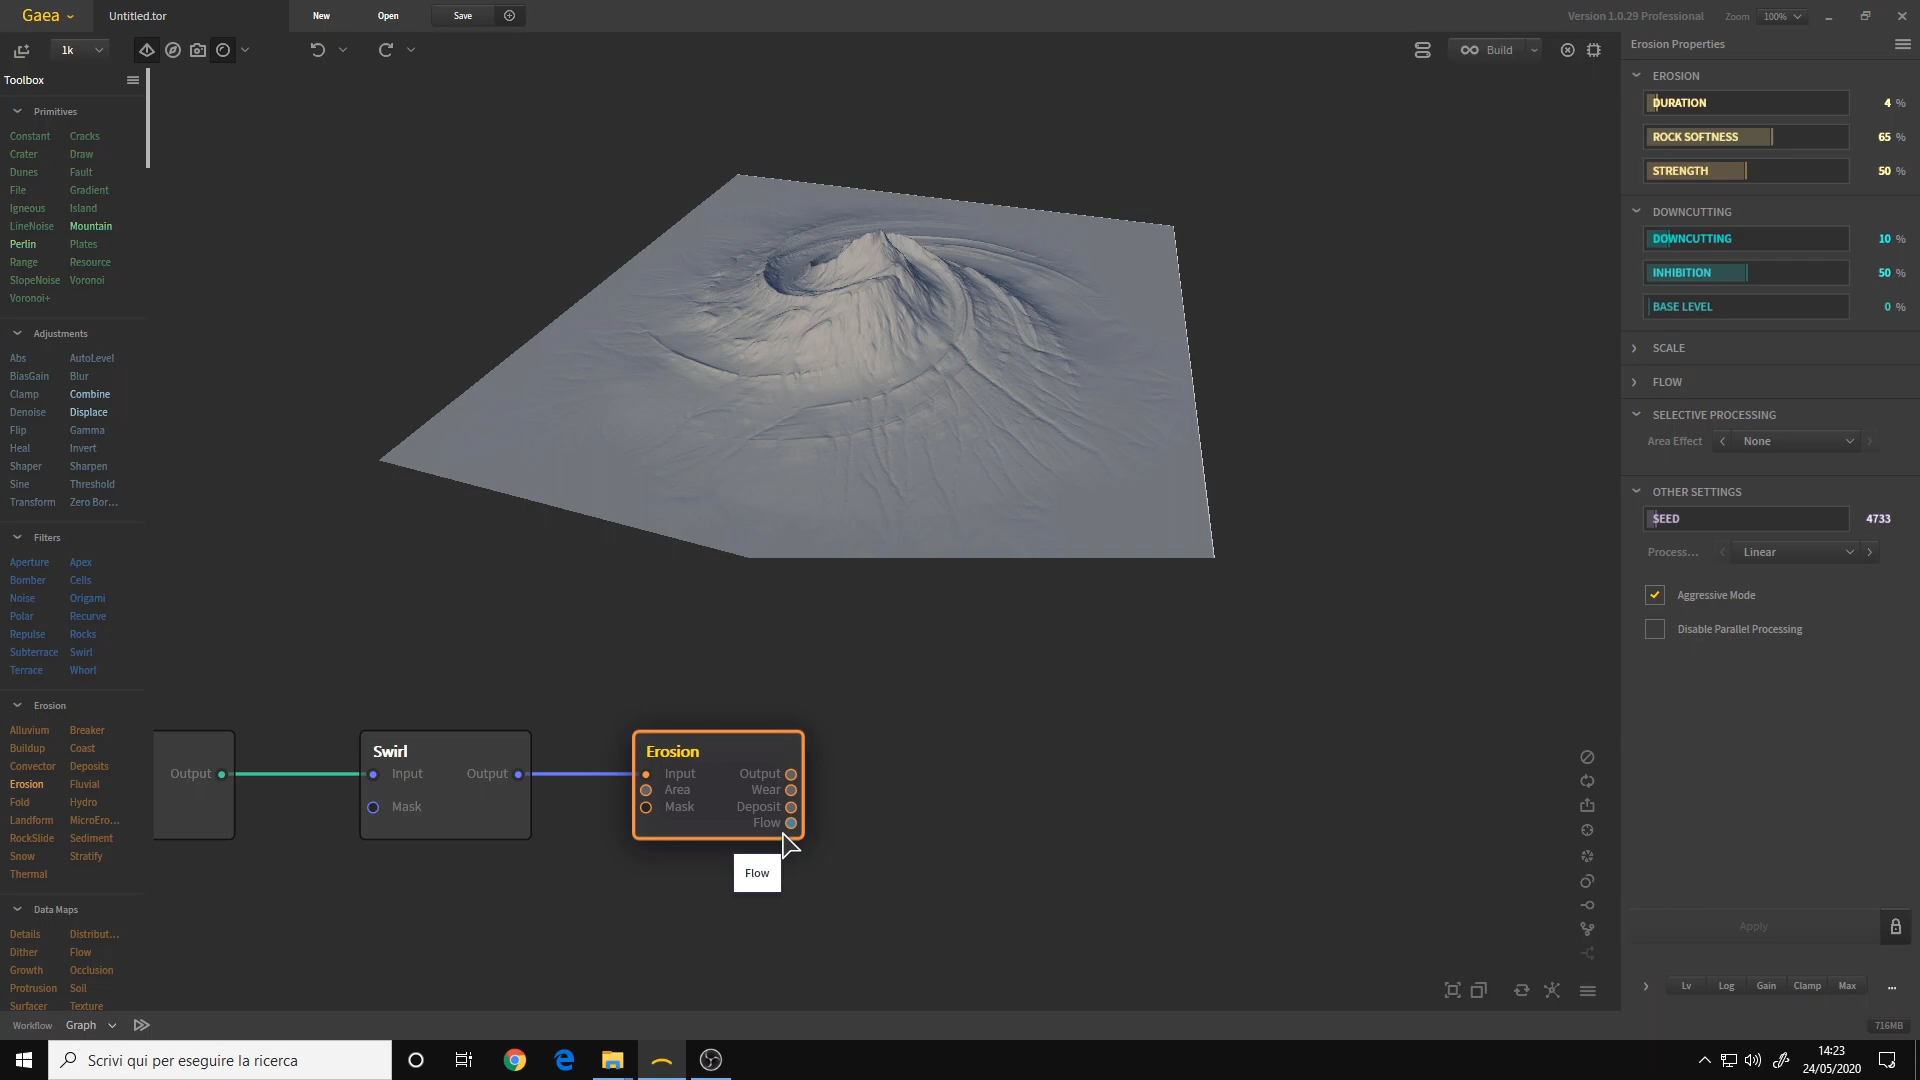 Gaea
Untitled.tor
New
Open
Save
Version 1.0.29 Professional
Zoom
100%
1k
Build
Toolbox
Primitives
Constant Cracks
Crater Draw
Dunes Fault
File Gradient
Igneous Island
LineNoise Mountain
Perlin Plates
Range Resource
SlopeNoise Voronoi
Voronoi+
Adjustments
Abs AutoLevel
BiasGain Blur
Clamp Combine
Denoise Displace
Flip Gamma
Heal Invert
Shaper Sharpen
Sine Threshold
Transform Zero Bor...
Filters
Aperture Apex
Bomber Cells
Noise Origami
Polar Recurve
Repulse Rocks
Subterrace Swirl
Terrace Whorl
Erosion
Alluvium Breaker
Buildup Coast
Convector Deposits
Erosion Fluvial
Fold Hydro
Landform MicroEro...
RockSlide Sediment
Snow Stratify
Thermal
Data Maps
Details Distribut...
Dither Flow
Growth Occlusion
Protrusion Soil
Surfacer Texture
Output
Swirl
Input Output
Mask
Erosion
Input Output
Area Wear
Mask Deposit
Flow
Flow
Erosion Properties
EROSION
DURATION 4 %
ROCK SOFTNESS 65 %
STRENGTH 50 %
DOWNCUTTING
DOWNCUTTING 10 %
INHIBITION 50 %
BASE LEVEL 0 %
SCALE
FLOW
SELECTIVE PROCESSING
Area Effect None
OTHER SETTINGS
SEED 4733
Process... Linear
Aggressive Mode
Disable Parallel Processing
Apply
Lv Log Gain Clamp Max ...
Workflow Graph
716MB
Scrivi qui per eseguire la ricerca
14:23
24/05/2020